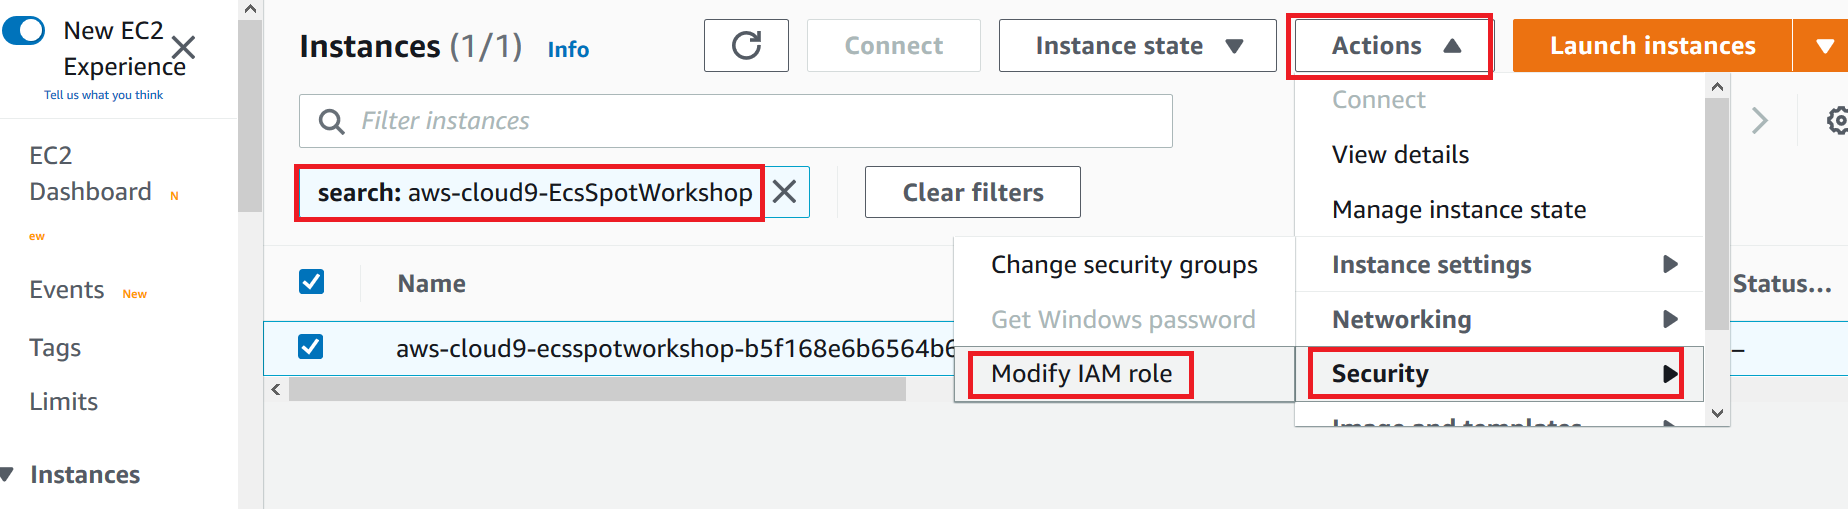 New EC2
Experience
Tell us what you think
EC2
Dashboard N
ew
Events New
Tags
Limits
Instances
Instances (1/1) Info
Connect
Instance state
Actions
Launch instances
Filter instances
search: aws-cloud9-EcsSpotWorkshop
Clear filters
Name
Status...
aws-cloud9-ecsspotworkshop-b5f168e6b6564b6
–
Connect
View details
Manage instance state
Instance settings
Networking
Security
Image and templates
Change security groups
Get Windows password
Modify IAM role